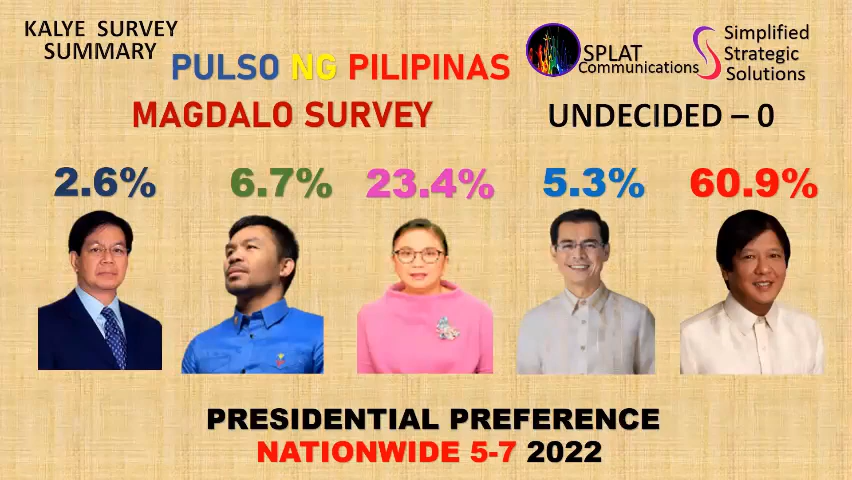 KALYE SURVEY
SUMMARY
PULSO NG PILIPINAS
SPLAT
Communications
Simplified
Strategic
Solutions
MAGDALO SURVEY
UNDECIDED – 0
2.6%
6.7%
23.4%
5.3%
60.9%
PRESIDENTIAL PREFERENCE
NATIONWIDE 5-7 2022